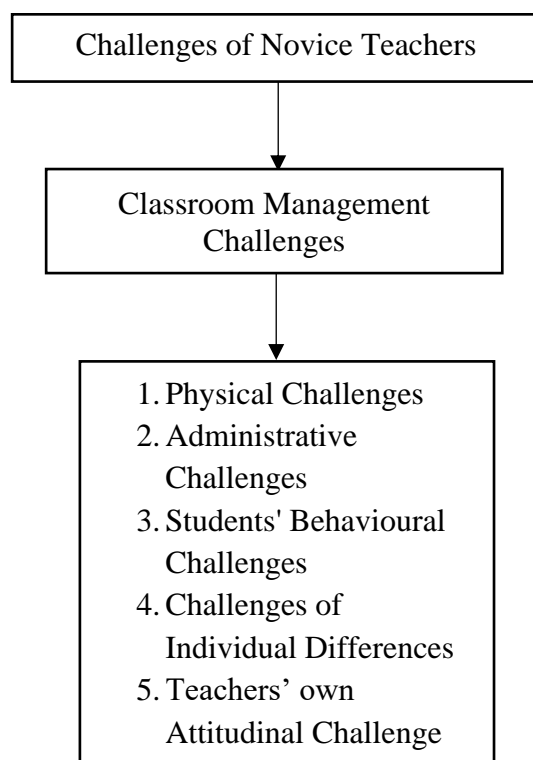 Challenges of Novice Teachers
Classroom Management
Challenges
1. Physical Challenges
2. Administrative
Challenges
3. Students' Behavioural
Challenges
4. Challenges of
Individual Differences
5. Teachers’ own
Attitudinal Challenge